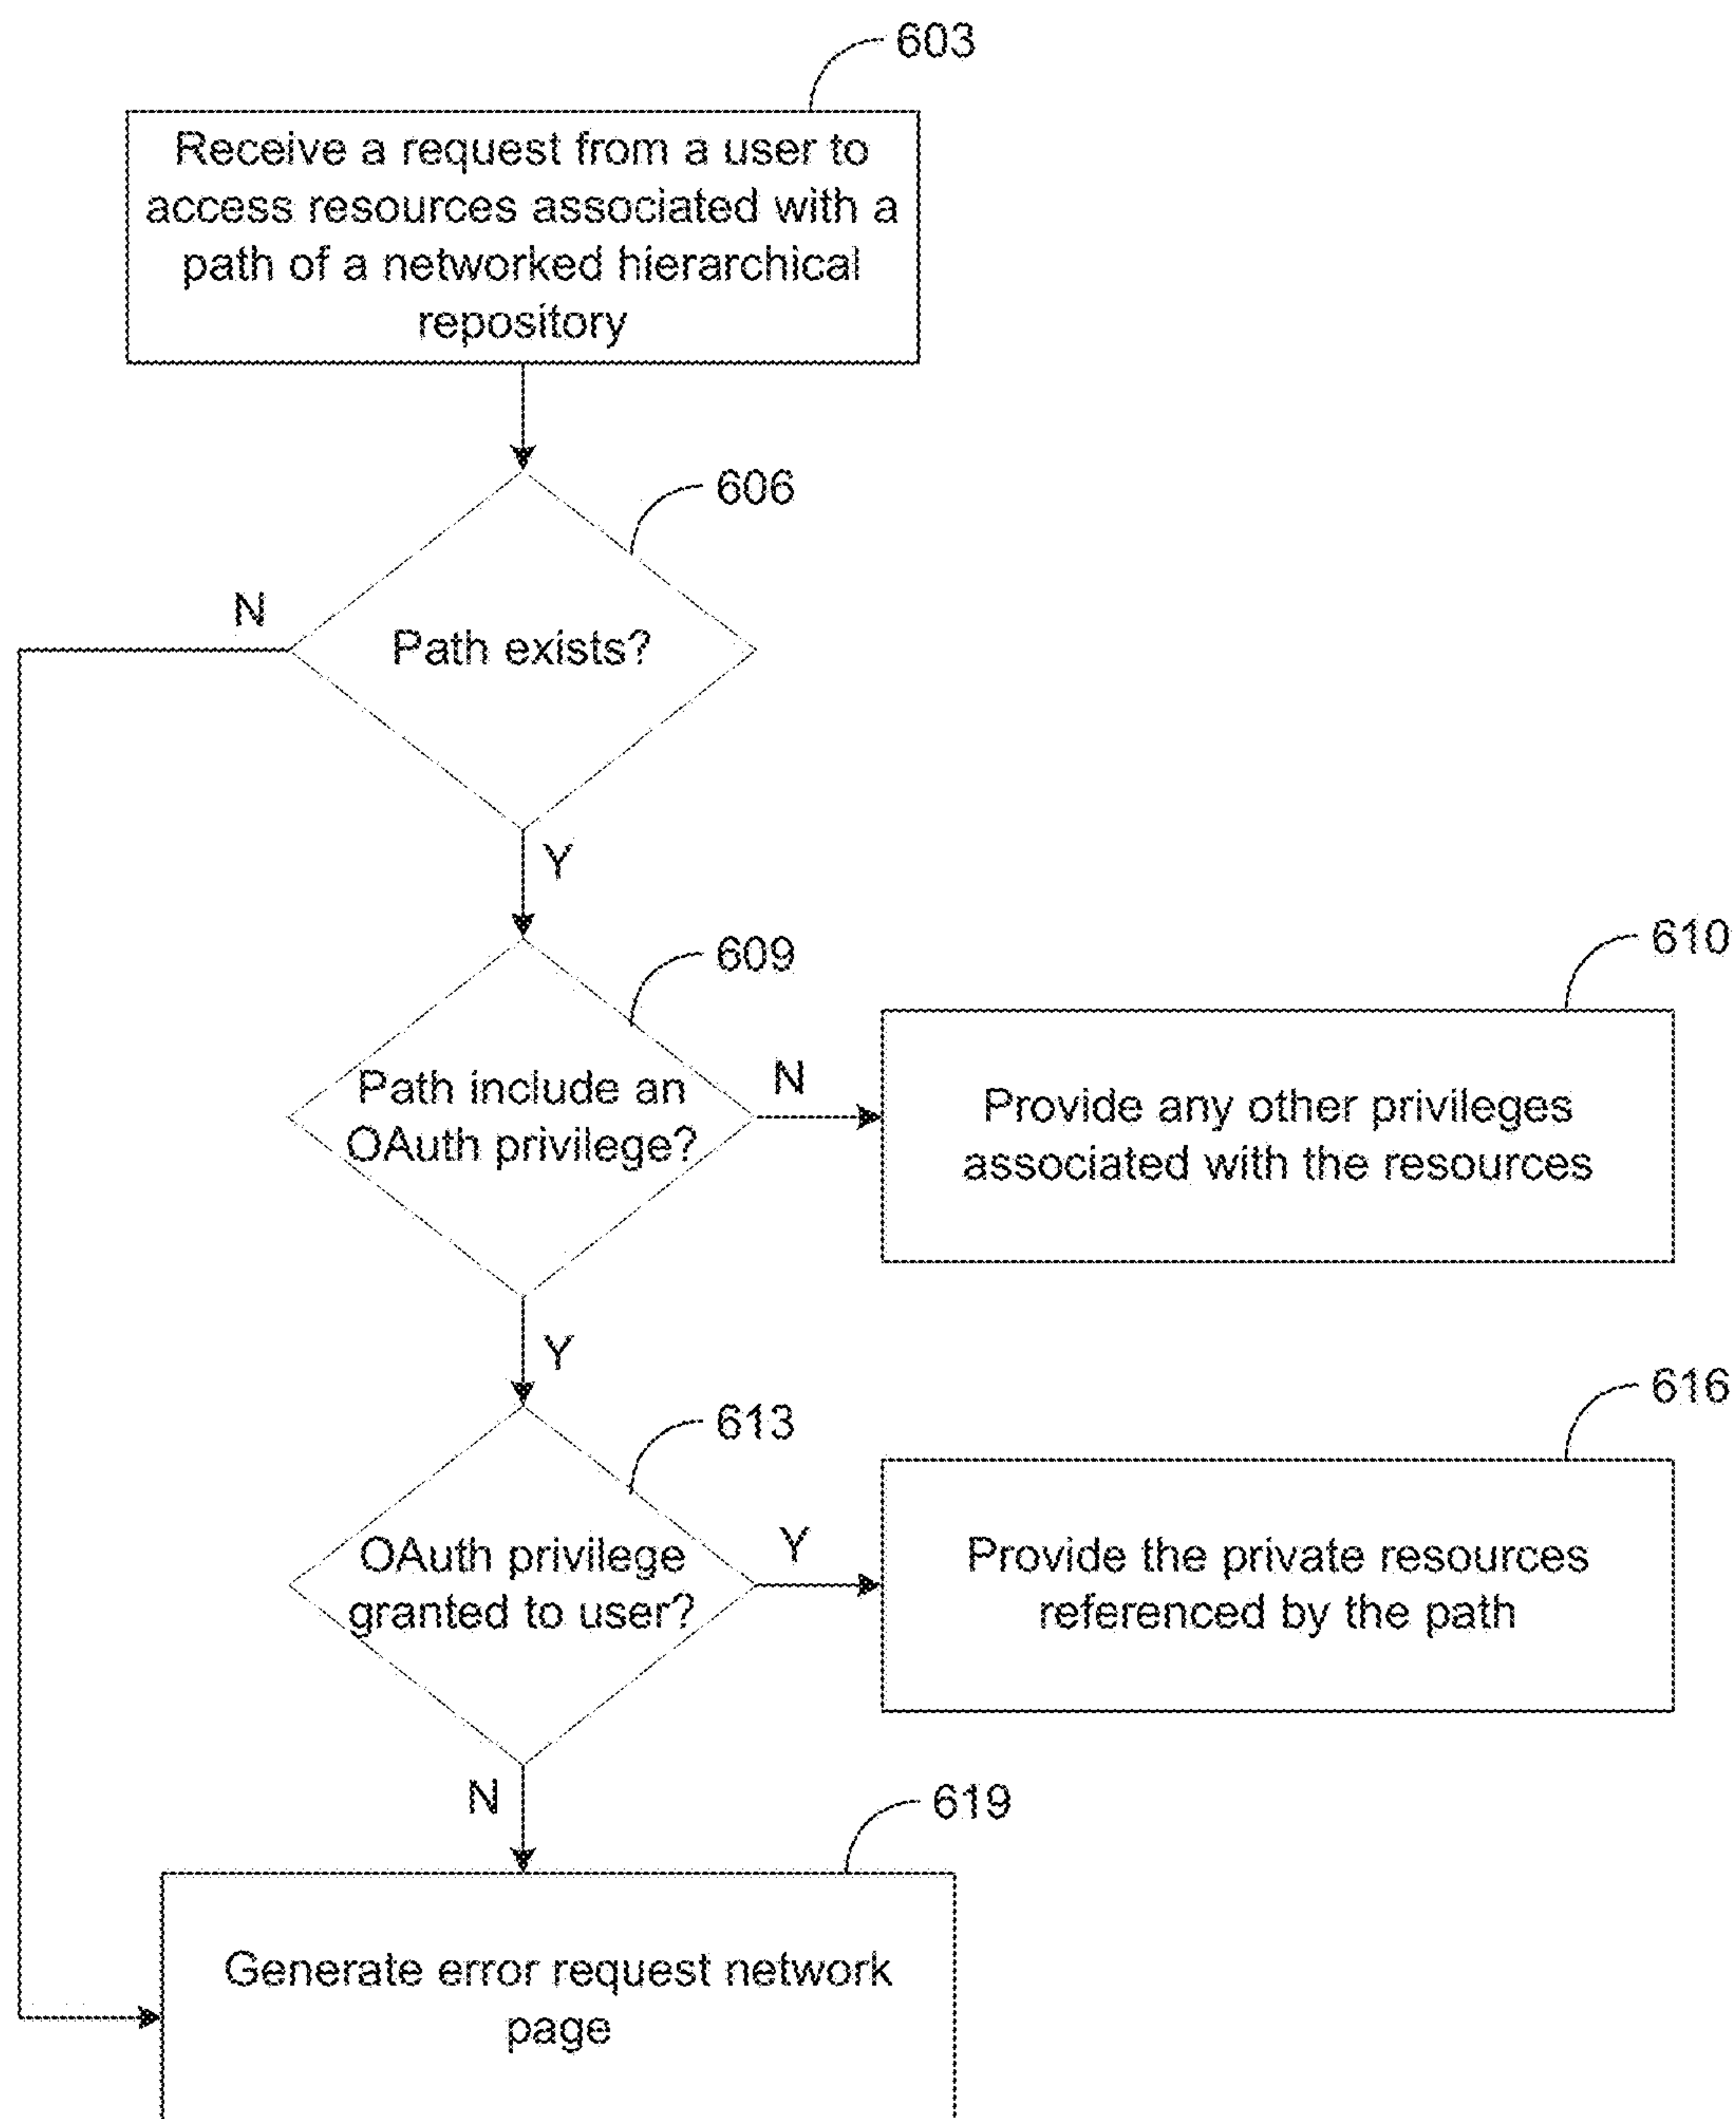 603
Receive a request from a user to
access resources associated with a
path of a networked hierarchical
repository
606
N
Path exists?
Y
609
610
Path include an
OAuth privilege?
N
Provide any other privileges
associated with the resources
Y
613
616
OAuth privilege
granted to user?
Y
Provide the private resources
referenced by the path
N
619
Generate error request network
page